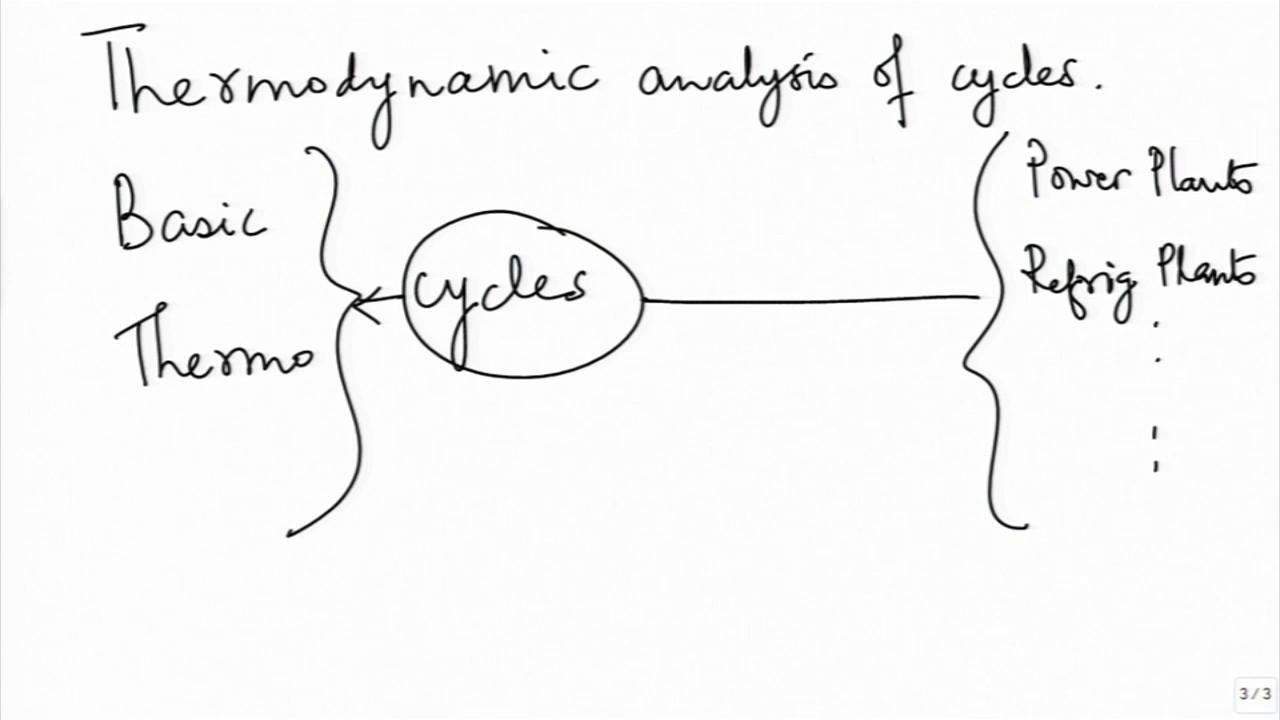 Thermodynamic analysis of cycles.
Basic
Thermo
cycles
Power Plants
Refrig Plants
3/3